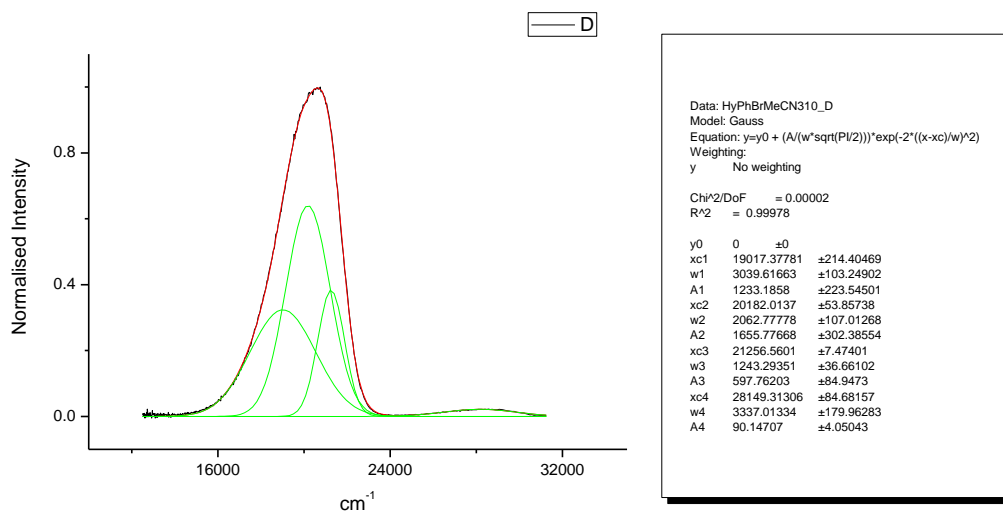 D
Normalised Intensity
0.8
0.4
0.0
16000 24000 32000
cm-1
Data: HyPhBrMeCN310_D
Model: Gauss
Equation: y=y0 + (A/(w*sqrt(PI/2)))*exp(-2*((x-xc)/w)^2)
Weighting:
y No weighting
Chi^2/DoF = 0.00002
R^2 = 0.99978
y0 0 ±0
xc1 19017.37781 ±214.40469
w1 3039.61663 ±103.24902
A1 1233.1858 ±223.54501
xc2 20182.0137 ±53.85738
w2 2062.77778 ±107.01268
A2 1655.77668 ±302.38554
xc3 21256.5601 ±7.47401
w3 1243.29351 ±36.66102
A3 597.76203 ±84.9473
xc4 28149.31306 ±84.68157
w4 3337.01334 ±179.96283
A4 90.14707 ±4.05043